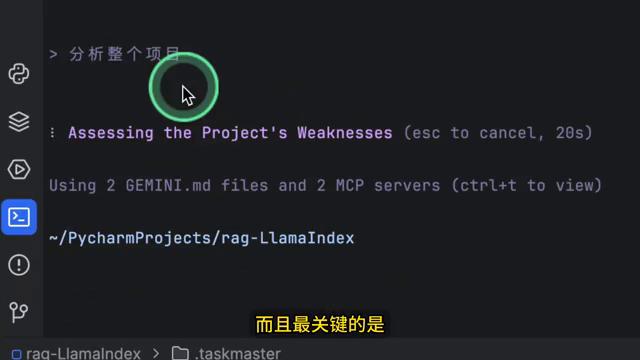 > 分析整个项目
⠸ Assessing the Project's Weaknesses (esc to cancel, 20s)
Using 2 GEMINI.md files and 2 MCP servers (ctrl+t to view)
~/PycharmProjects/rag-LlamaIndex
而且最关键的是
rag-LlamaIndex > .taskmaster